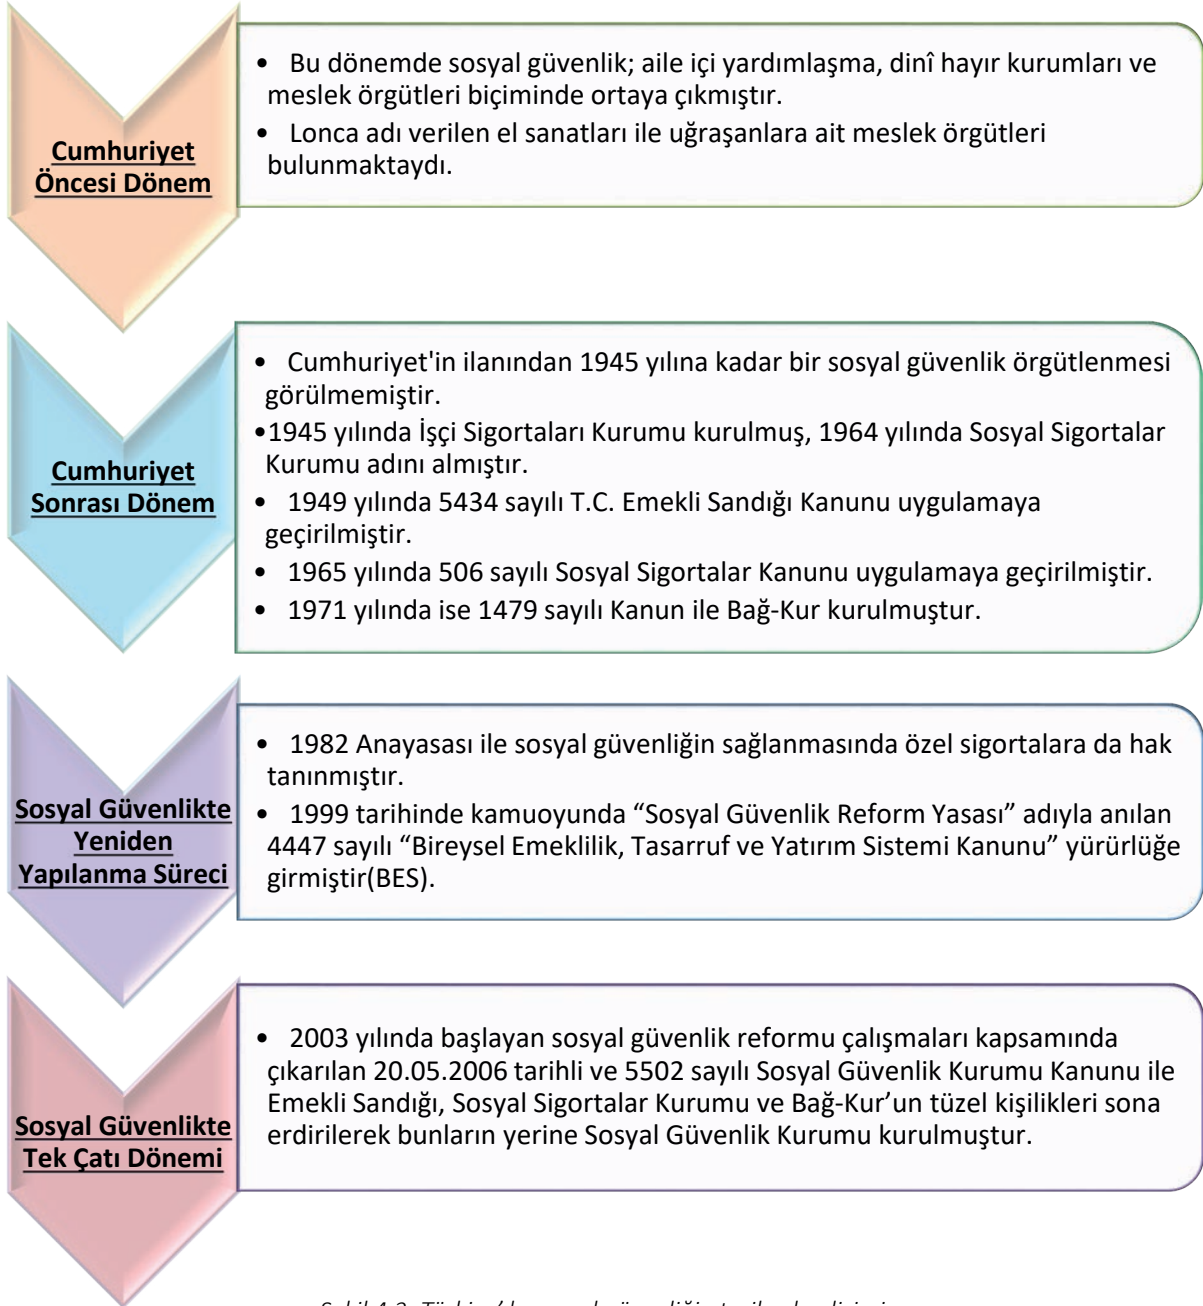 Cumhuriyet
Öncesi Dönem
• Bu dönemde sosyal güvenlik; aile içi yardımlaşma, dinî hayır kurumları ve
meslek örgütleri biçiminde ortaya çıkmıştır.
• Lonca adı verilen el sanatları ile uğraşanlara ait meslek örgütleri
bulunmaktaydı.
Cumhuriyet
Sonrası Dönem
• Cumhuriyet'in ilanından 1945 yılına kadar bir sosyal güvenlik örgütlenmesi
görülmemiştir.
•1945 yılında İşçi Sigortaları Kurumu kurulmuş, 1964 yılında Sosyal Sigortalar
Kurumu adını almıştır.
• 1949 yılında 5434 sayılı T.C. Emekli Sandığı Kanunu uygulamaya
geçirilmiştir.
• 1965 yılında 506 sayılı Sosyal Sigortalar Kanunu uygulamaya geçirilmiştir.
• 1971 yılında ise 1479 sayılı Kanun ile Bağ-Kur kurulmuştur.
Sosyal Güvenlikte
Yeniden
Yapılanma Süreci
• 1982 Anayasası ile sosyal güvenliğin sağlanmasında özel sigortalara da hak
tanınmıştır.
• 1999 tarihinde kamuoyunda “Sosyal Güvenlik Reform Yasası” adıyla anılan
4447 sayılı “Bireysel Emeklilik, Tasarruf ve Yatırım Sistemi Kanunu” yürürlüğe
girmiştir(BES).
Sosyal Güvenlikte
Tek Çatı Dönemi
• 2003 yılında başlayan sosyal güvenlik reformu çalışmaları kapsamında
çıkarılan 20.05.2006 tarihli ve 5502 sayılı Sosyal Güvenlik Kurumu Kanunu ile
Emekli Sandığı, Sosyal Sigortalar Kurumu ve Bağ-Kur’un tüzel kişilikleri sona
erdirilerek bunların yerine Sosyal Güvenlik Kurumu kurulmuştur.